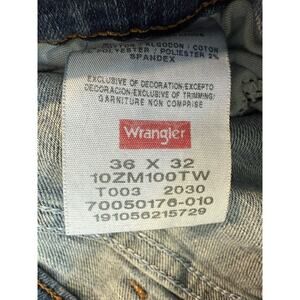 COTTON / ALGODON / COTON
POLYESTER / POLIESTER 2%
SPANDEX
EXCLUSIVE OF DECORATION/EXCEPTO
DECORACION/EXCLUSIVE OF TRIMMING/
GARNITURE NON COMPRISE
Wrangler
36 X 32
10ZM100TW
T003 2030
70050176-010
191056215729